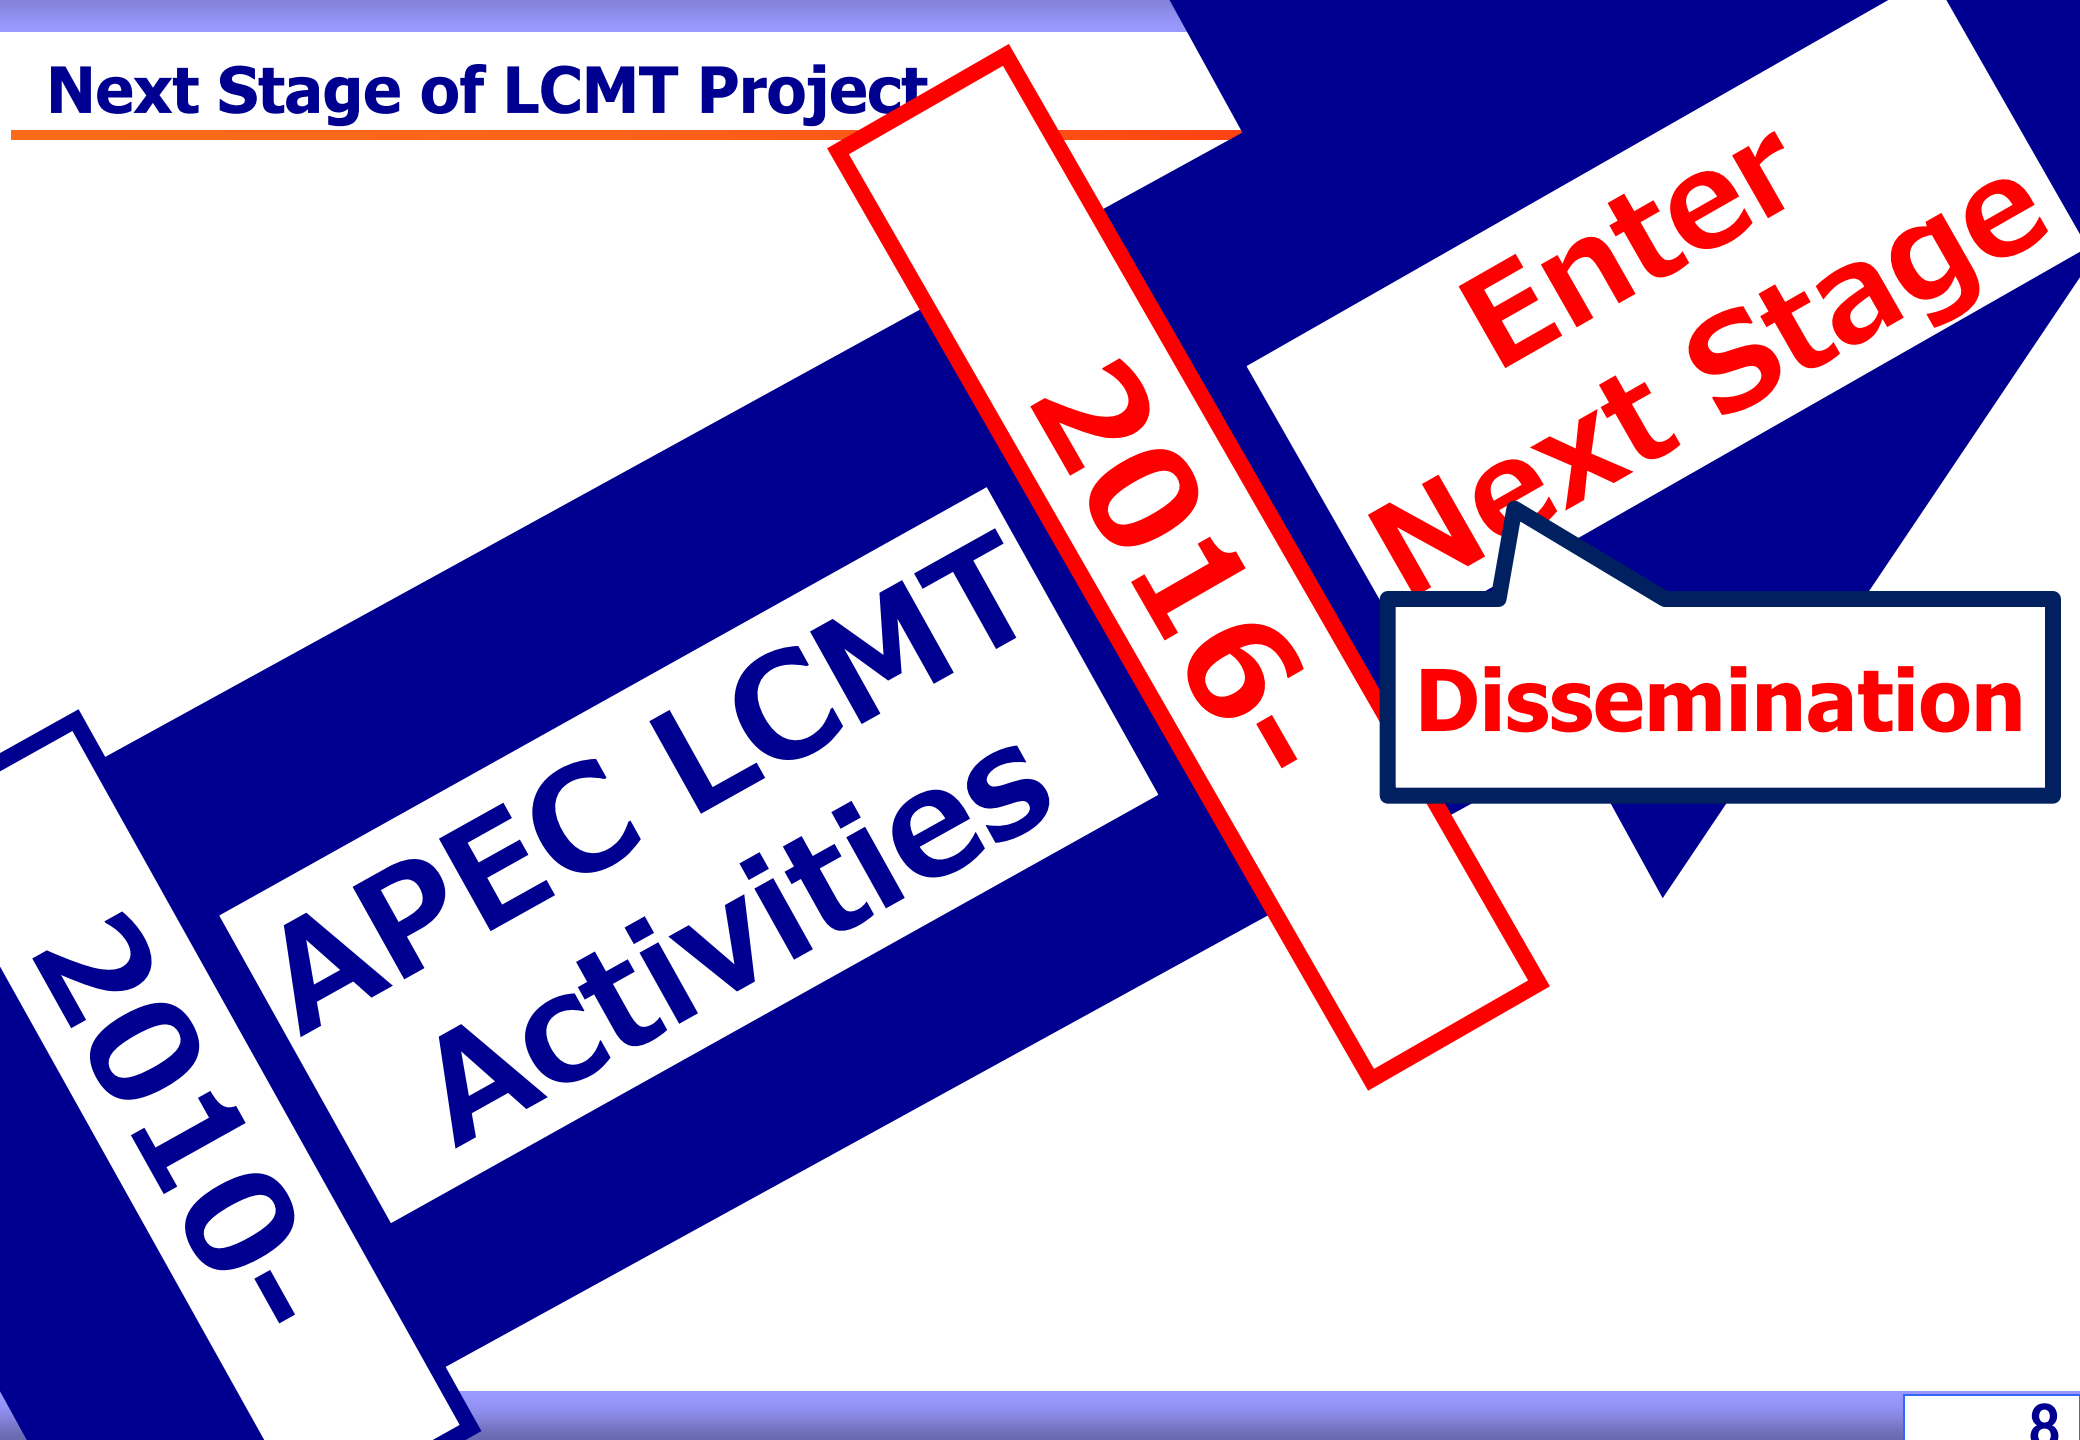 Next Stage of LCMT Project
2010-
APEC LCMT
Activities
2016-
Enter
Next Stage
Dissemination
8